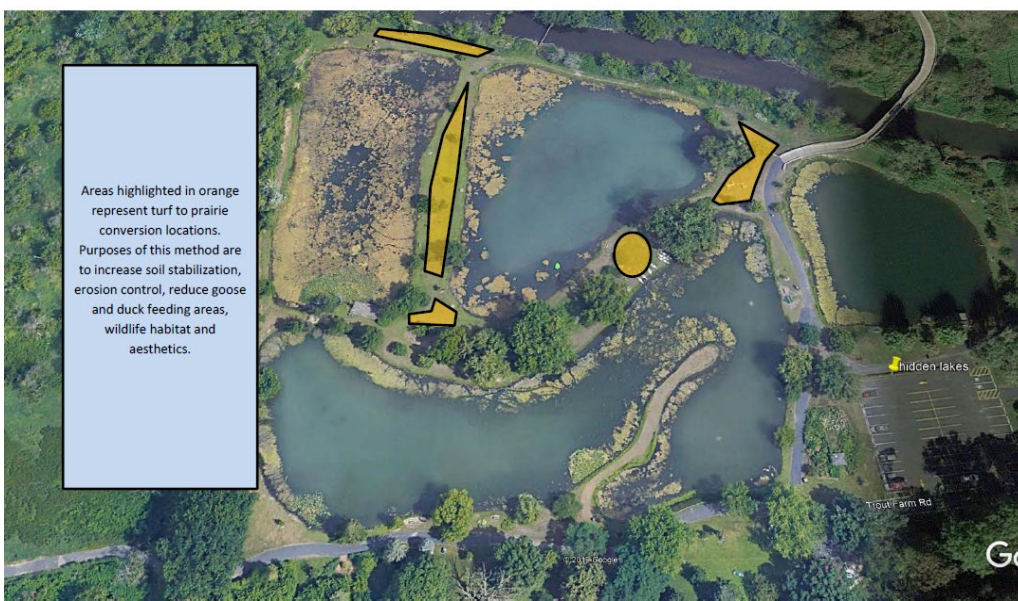 Areas highlighted in orange
represent turf to prairie
conversion locations.
Purposes of this method are
to increase soil stabilization,
erosion control, reduce goose
and duck feeding areas,
wildlife habitat and
aesthetics.
hidden lakes
Trout Farm Rd
Go